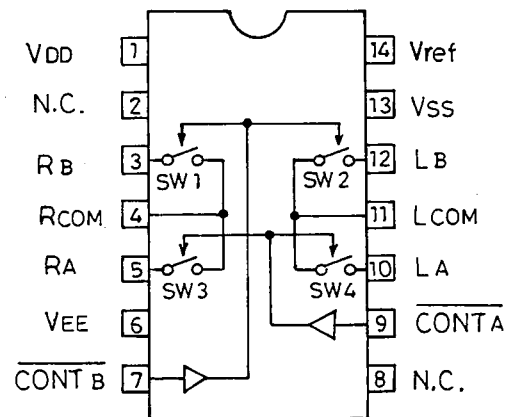 VDD 1
N.C. 2
RB 3
RCOM 4
RA 5
VEE 6
CONT B 7
14 Vref
13 VSS
12 LB
11 LCOM
10 LA
9 CONT A
8 N.C.
SW1
SW2
SW3
SW4